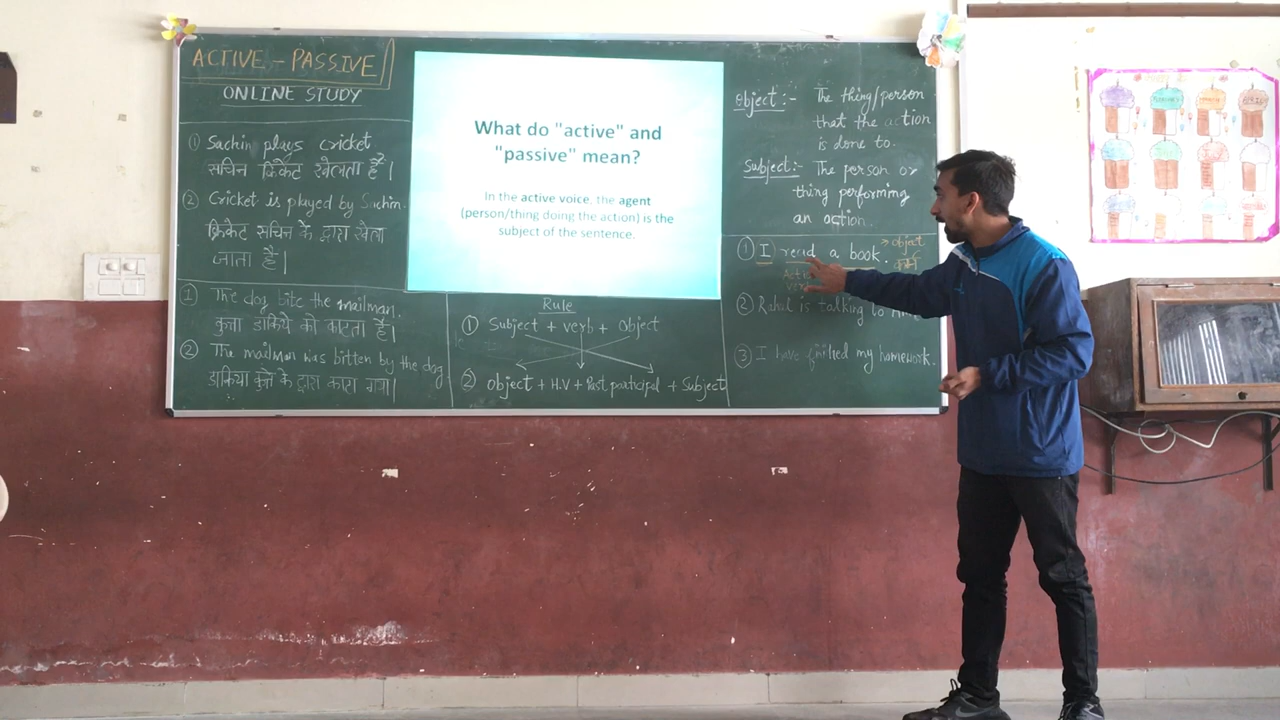 ACTIVE - PASSIVE
ONLINE STUDY
① Sachin plays cricket
सचिन क्रिकेट खेलता है।
② Cricket is played by Sachin.
क्रिकेट सचिन के द्वारा खेला
जाता है।
① The dog bite the mailman.
कुत्ता डाकिये को काटता है।
② The mailman was bitten by the dog
डाकिया कुत्ते के द्वारा काटा गया।
What do "active" and
"passive" mean?
In the active voice, the agent
(person/thing doing the action) is the
subject of the sentence.
Rule
① Subject + verb + Object
② Object + H.V + Past participal + Subject
Object:- The thing/person
that the action
is done to.
Subject:- The person or
thing performing
an action.
① I read a book. → object
② Rahul is talking to
③ I have my homework.